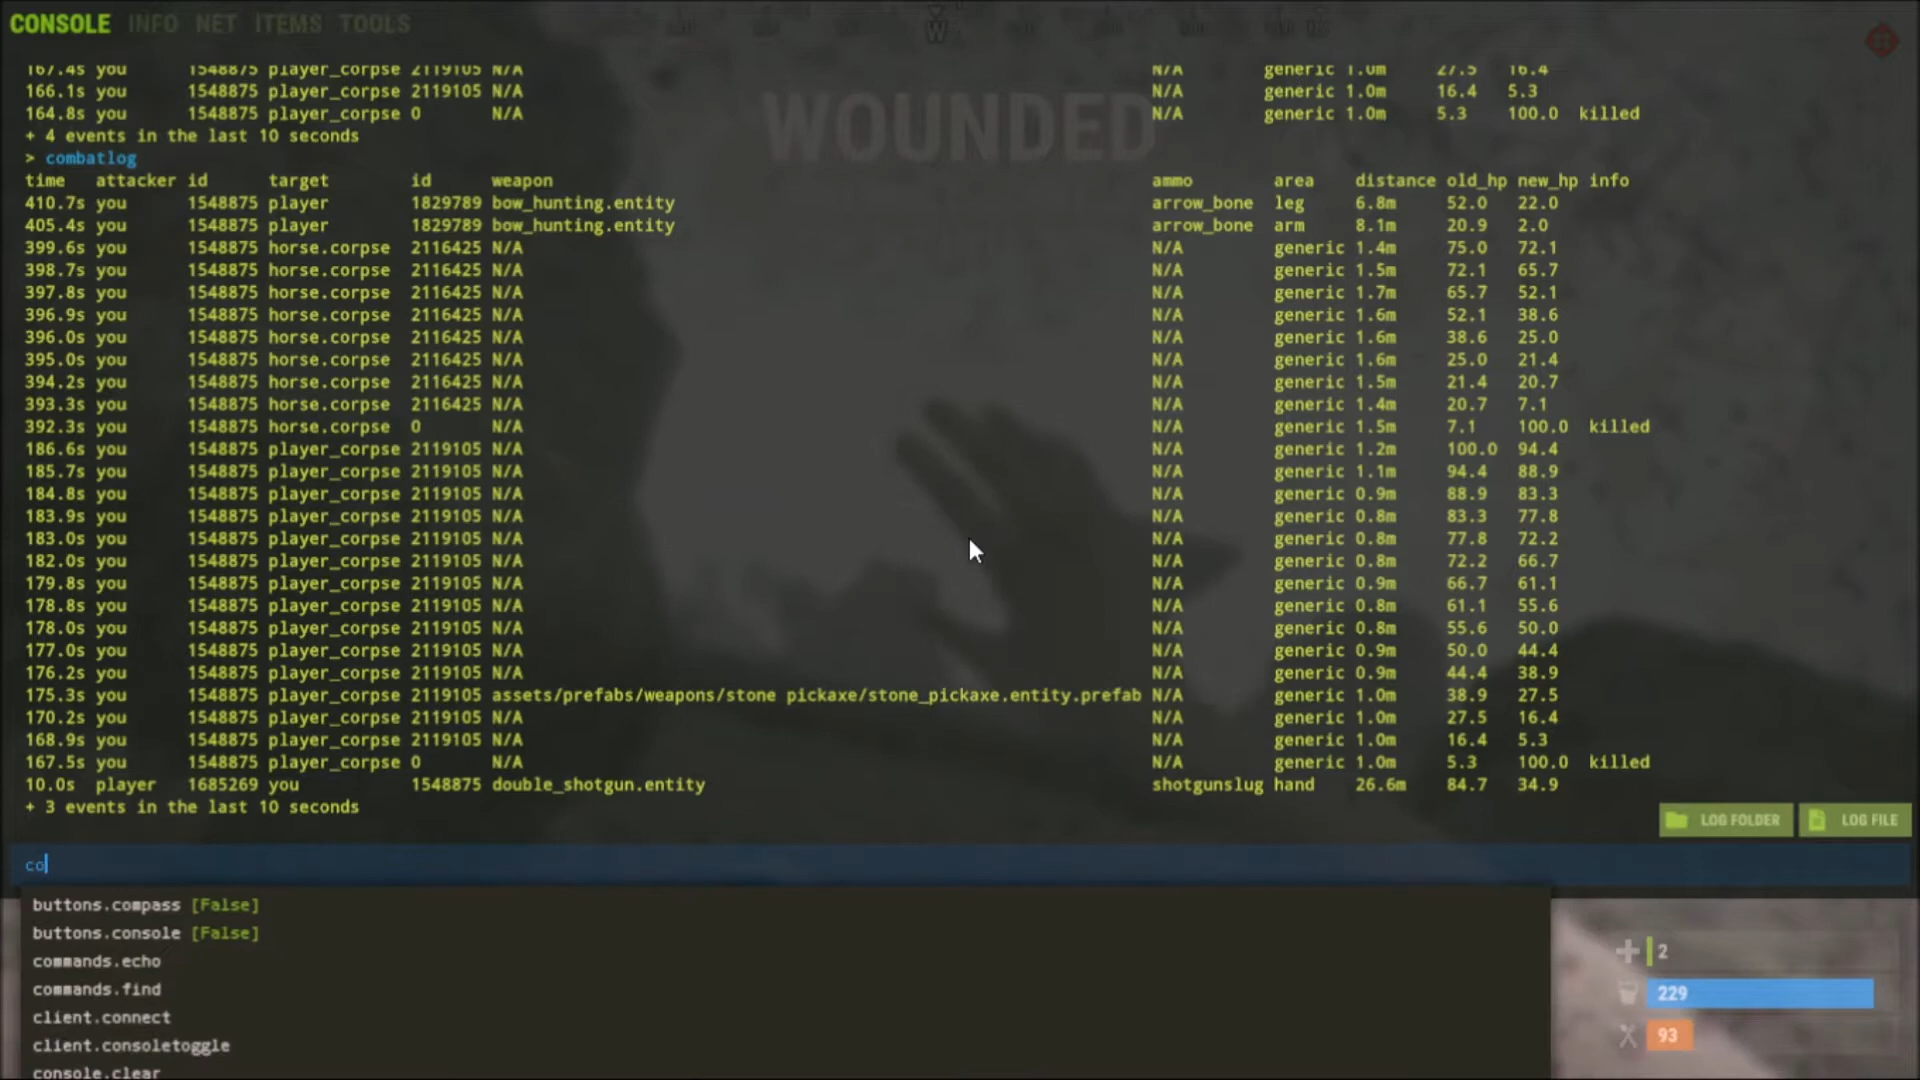 CONSOLE INFO NET ITEMS TOOLS
W
167.4s you 1548875 player_corpse 2119105 N/A N/A generic 1.0m 27.5 16.4
166.1s you 1548875 player_corpse 2119105 N/A N/A generic 1.0m 16.4 5.3
164.8s you 1548875 player_corpse 0 N/A N/A generic 1.0m 5.3 100.0 killed
WOUNDED
+ 4 events in the last 10 seconds
> combatlog
time attacker id target id weapon ammo area distance old_hp new_hp info
410.7s you 1548875 player 1829789 bow_hunting.entity arrow_bone leg 6.8m 52.0 22.0
405.4s you 1548875 player 1829789 bow_hunting.entity arrow_bone arm 8.1m 20.9 2.0
399.6s you 1548875 horse.corpse 2116425 N/A N/A generic 1.4m 75.0 72.1
398.7s you 1548875 horse.corpse 2116425 N/A N/A generic 1.5m 72.1 65.7
397.8s you 1548875 horse.corpse 2116425 N/A N/A generic 1.7m 65.7 52.1
396.9s you 1548875 horse.corpse 2116425 N/A N/A generic 1.6m 52.1 38.6
396.0s you 1548875 horse.corpse 2116425 N/A N/A generic 1.6m 38.6 25.0
395.0s you 1548875 horse.corpse 2116425 N/A N/A generic 1.6m 25.0 21.4
394.2s you 1548875 horse.corpse 2116425 N/A N/A generic 1.5m 21.4 20.7
393.3s you 1548875 horse.corpse 2116425 N/A N/A generic 1.4m 20.7 7.1
392.3s you 1548875 horse.corpse 0 N/A N/A generic 1.5m 7.1 100.0 killed
186.6s you 1548875 player_corpse 2119105 N/A N/A generic 1.2m 100.0 94.4
185.7s you 1548875 player_corpse 2119105 N/A N/A generic 1.1m 94.4 88.9
184.8s you 1548875 player_corpse 2119105 N/A N/A generic 0.9m 88.9 83.3
183.9s you 1548875 player_corpse 2119105 N/A N/A generic 0.8m 83.3 77.8
183.0s you 1548875 player_corpse 2119105 N/A N/A generic 0.8m 77.8 72.2
182.0s you 1548875 player_corpse 2119105 N/A N/A generic 0.8m 72.2 66.7
179.8s you 1548875 player_corpse 2119105 N/A N/A generic 0.9m 66.7 61.1
178.8s you 1548875 player_corpse 2119105 N/A N/A generic 0.8m 61.1 55.6
178.0s you 1548875 player_corpse 2119105 N/A N/A generic 0.8m 55.6 50.0
177.0s you 1548875 player_corpse 2119105 N/A N/A generic 0.9m 50.0 44.4
176.2s you 1548875 player_corpse 2119105 N/A N/A generic 0.9m 44.4 38.9
175.3s you 1548875 player_corpse 2119105 assets/prefabs/weapons/stone pickaxe/stone_pickaxe.entity.prefab N/A generic 1.0m 38.9 27.5
170.2s you 1548875 player_corpse 2119105 N/A N/A generic 1.0m 27.5 16.4
168.9s you 1548875 player_corpse 2119105 N/A N/A generic 1.0m 16.4 5.3
167.5s you 1548875 player_corpse 0 N/A N/A generic 1.0m 5.3 100.0 killed
10.0s player 1685269 you 1548875 double_shotgun.entity shotgunslug hand 26.6m 84.7 34.9
+ 3 events in the last 10 seconds
LOG FOLDER LOG FILE
co
buttons.compass [False]
buttons.console [False]
commands.echo
commands.find
client.connect
client.consoletoggle
console.clear
2
229
93